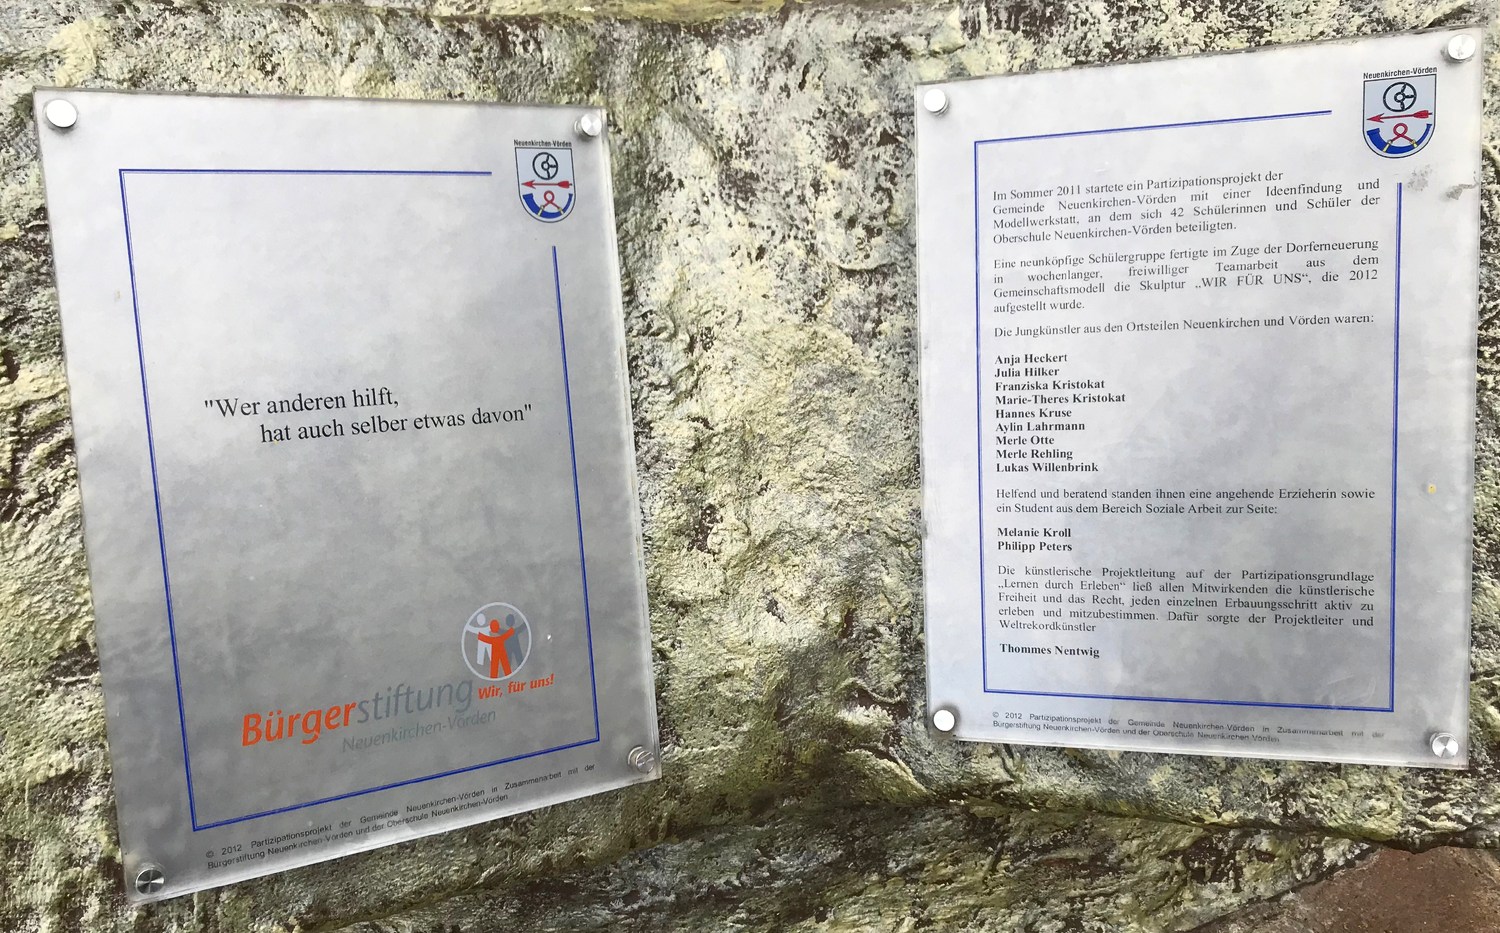 Neuenkirchen-Vörden
"Wer anderen hilft,
hat auch selber etwas davon"
Bürgerstiftung Wir, für uns!
Neuenkirchen-Vörden
© 2012 Partizipationsprojekt der Gemeinde Neuenkirchen-Vörden in Zusammenarbeit mit der
Bürgerstiftung Neuenkirchen-Vörden und der Oberschule Neuenkirchen-Vörden
Neuenkirchen-Vörden
Im Sommer 2011 startete ein Partizipationsprojekt der
Gemeinde Neuenkirchen-Vörden mit einer Ideenfindung und
Modellwerkstatt, an dem sich 42 Schülerinnen und Schüler der
Oberschule Neuenkirchen-Vörden beteiligten.
Eine neunköpfige Schülergruppe fertigte im Zuge der Dorferneuerung
in wochenlanger, freiwilliger Teamarbeit aus dem
Gemeinschaftsmodell die Skulptur „WIR FÜR UNS“, die 2012
aufgestellt wurde.
Die Jungkünstler aus den Ortsteilen Neuenkirchen und Vörden waren:
Anja Heckert
Julia Hilker
Franziska Kristokat
Marie-Theres Kristokat
Hannes Kruse
Aylin Lahrmann
Merle Otte
Merle Rehling
Lukas Willenbrink
Helfend und beratend standen ihnen eine angehende Erzieherin sowie
ein Student aus dem Bereich Soziale Arbeit zur Seite:
Melanie Kroll
Philipp Peters
Die künstlerische Projektleitung auf der Partizipationsgrundlage
„Lernen durch Erleben“ ließ allen Mitwirkenden die künstlerische
Freiheit und das Recht, jeden einzelnen Erbauungsschritt aktiv zu
erleben und mitzubestimmen. Dafür sorgte der Projektleiter und
Weltrekordkünstler
Thommes Nentwig
© 2012 Partizipationsprojekt der Gemeinde Neuenkirchen-Vörden in Zusammenarbeit mit der
Bürgerstiftung Neuenkirchen-Vörden und der Oberschule Neuenkirchen-Vörden